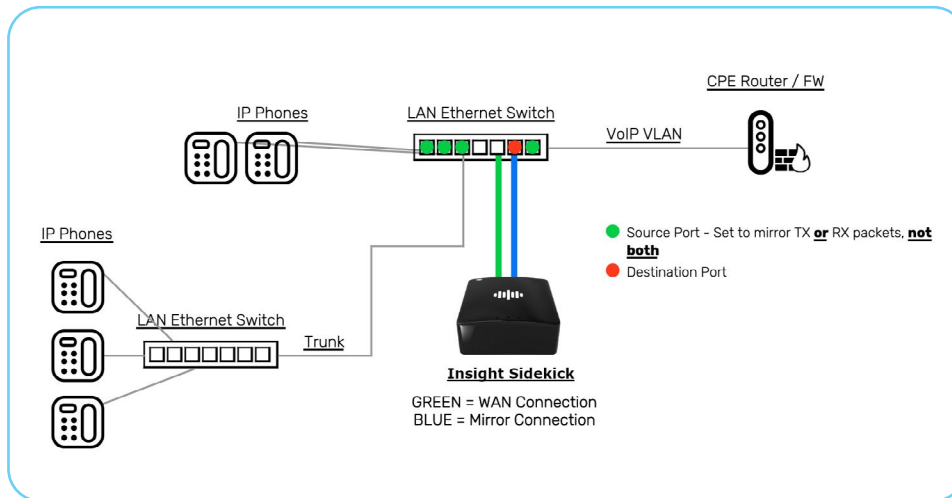 CPE Router / FW
IP Phones
LAN Ethernet Switch
VoIP VLAN
Source Port - Set to mirror TX or RX packets, not
both
Destination Port
IP Phones
LAN Ethernet Switch
Trunk
Insight Sidekick
GREEN = WAN Connection
BLUE = Mirror Connection